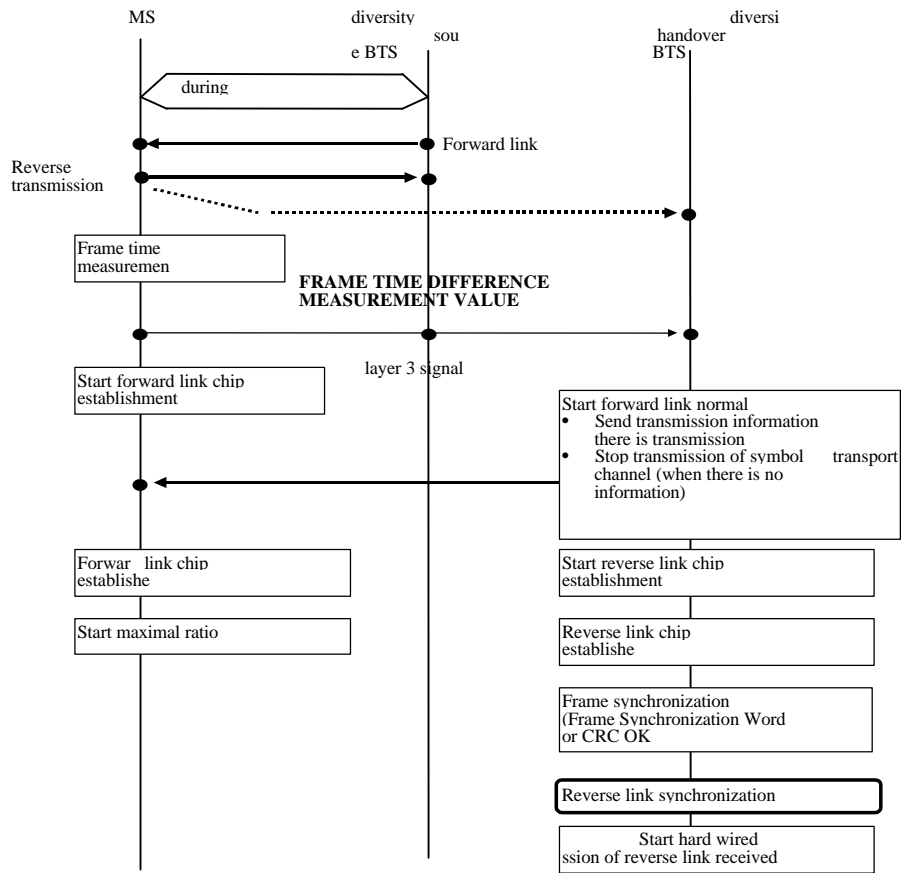 MS
diversity
diversi
sou
handover
e BTS
BTS
during
Forward link
Reverse
transmission
Frame time
measuremen
FRAME TIME DIFFERENCE
MEASUREMENT VALUE
layer 3 signal
Start forward link chip
establishment
Start forward link normal
• Send transmission information
there is transmission
• Stop transmission of symbol transport
channel (when there is no
information)
Forwar link chip
establishe
Start reverse link chip
establishment
Start maximal ratio
Reverse link chip
establishe
Frame synchronization
(Frame Synchronization Word
or CRC OK
Reverse link synchronization
Start hard wired
ssion of reverse link received